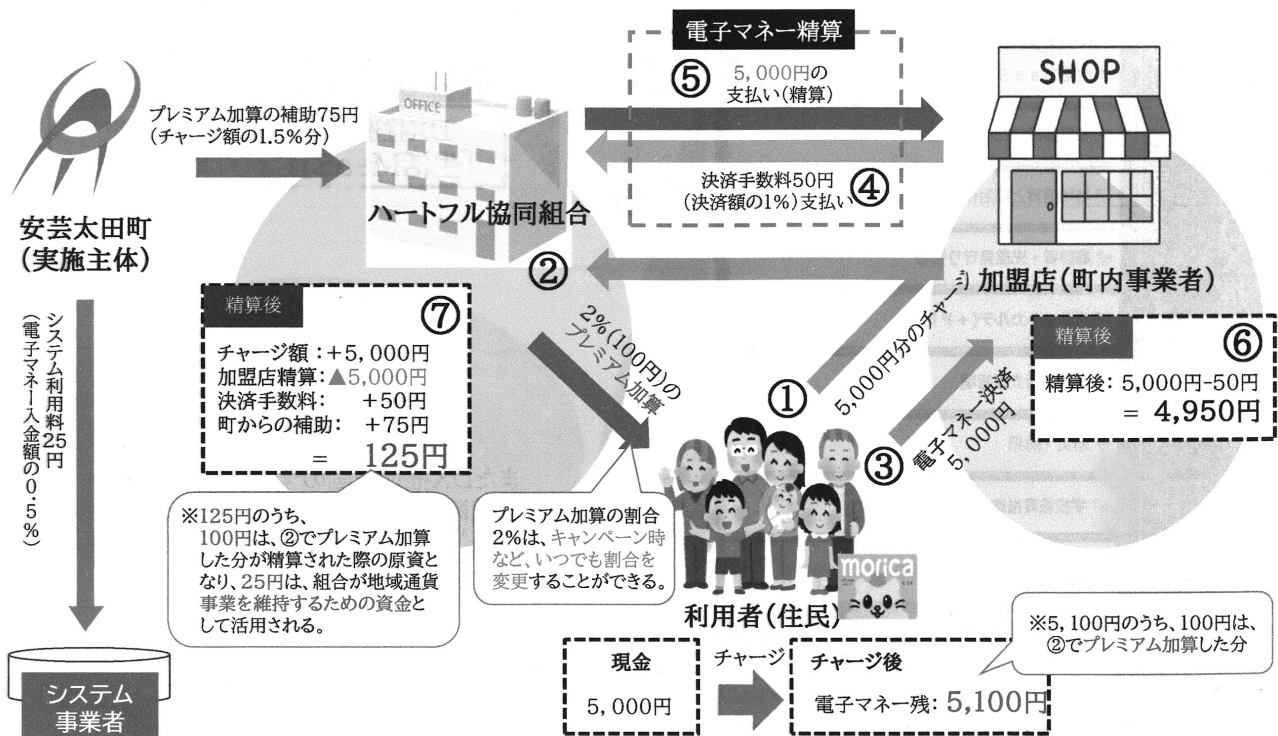 電子マネー精算
⑤
5,000円の
支払い(精算)
SHOP
OFFICE
プレミアム加算の補助75円
(チャージ額の1.5%分)
決済手数料50円
(決済額の1%)支払い
④
ハートフル協同組合
安芸太田町
(実施主体)
②
加盟店(町内事業者)
システム利用料25円
(電子マネー入金額の0.5%)
精算後
⑦
チャージ額:+5,000円
加盟店精算:▲5,000円
決済手数料: +50円
町からの補助: +75円
= 125円
2%(100円)の
プレミアム加算
①
5,000円分のチャージ
③
電子マネー決済
5,000円
精算後
⑥
精算後:5,000円-50円
= 4,950円
※125円のうち、
100円は、②でプレミアム加算
した分が精算された際の原資と
なり、25円は、組合が地域通貨
事業を維持するための資金と
して活用される。
プレミアム加算の割合
2%は、キャンペーン時
など、いつでも割合を
変更することができる。
morica
利用者(住民)
※5,100円のうち、100円は、
②でプレミアム加算した分
現金
5,000円
チャージ
チャージ後
電子マネー残:5,100円
システム
事業者